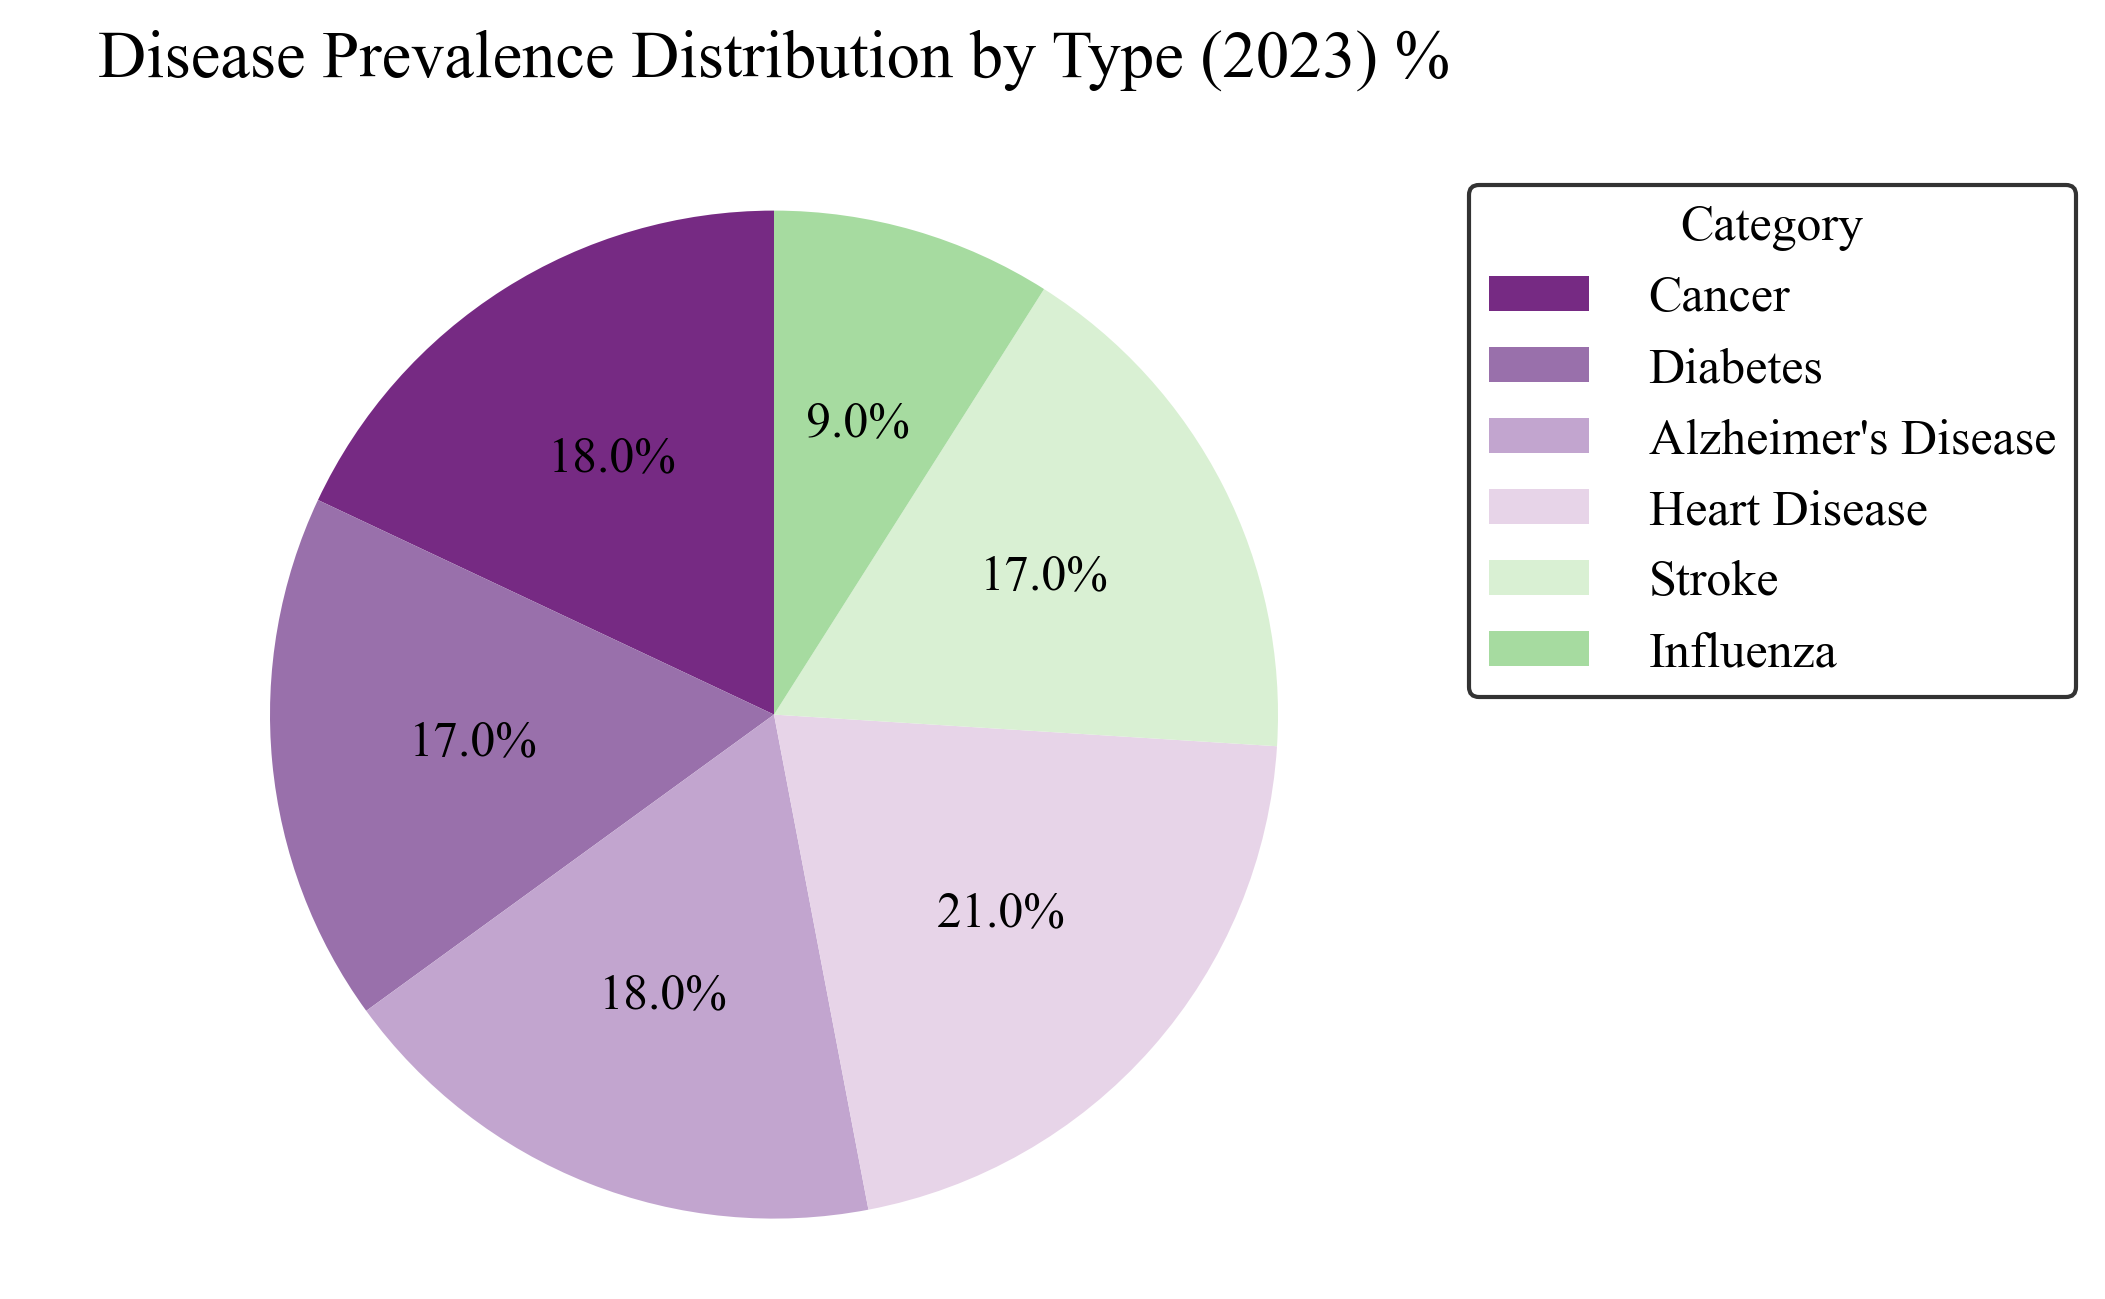 Disease Prevalence Distribution by Type (2023) %
Category
Cancer
Diabetes
Alzheimer's Disease
Heart Disease
Stroke
Influenza
9.0%
18.0%
17.0%
17.0%
21.0%
18.0%